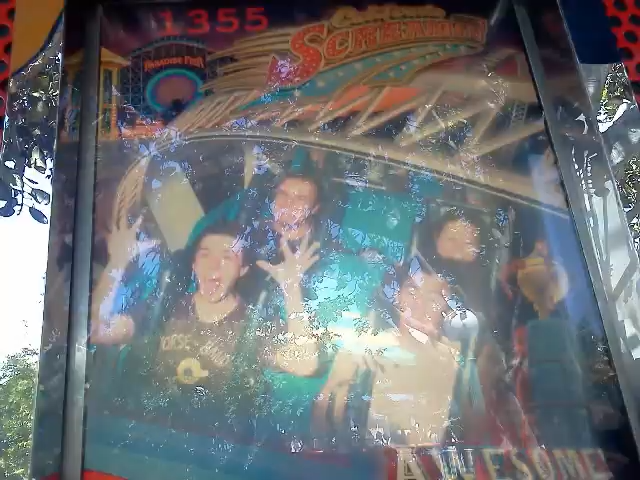 1355
California
SCREAMIN'
PARADISE PIER
AWESOME